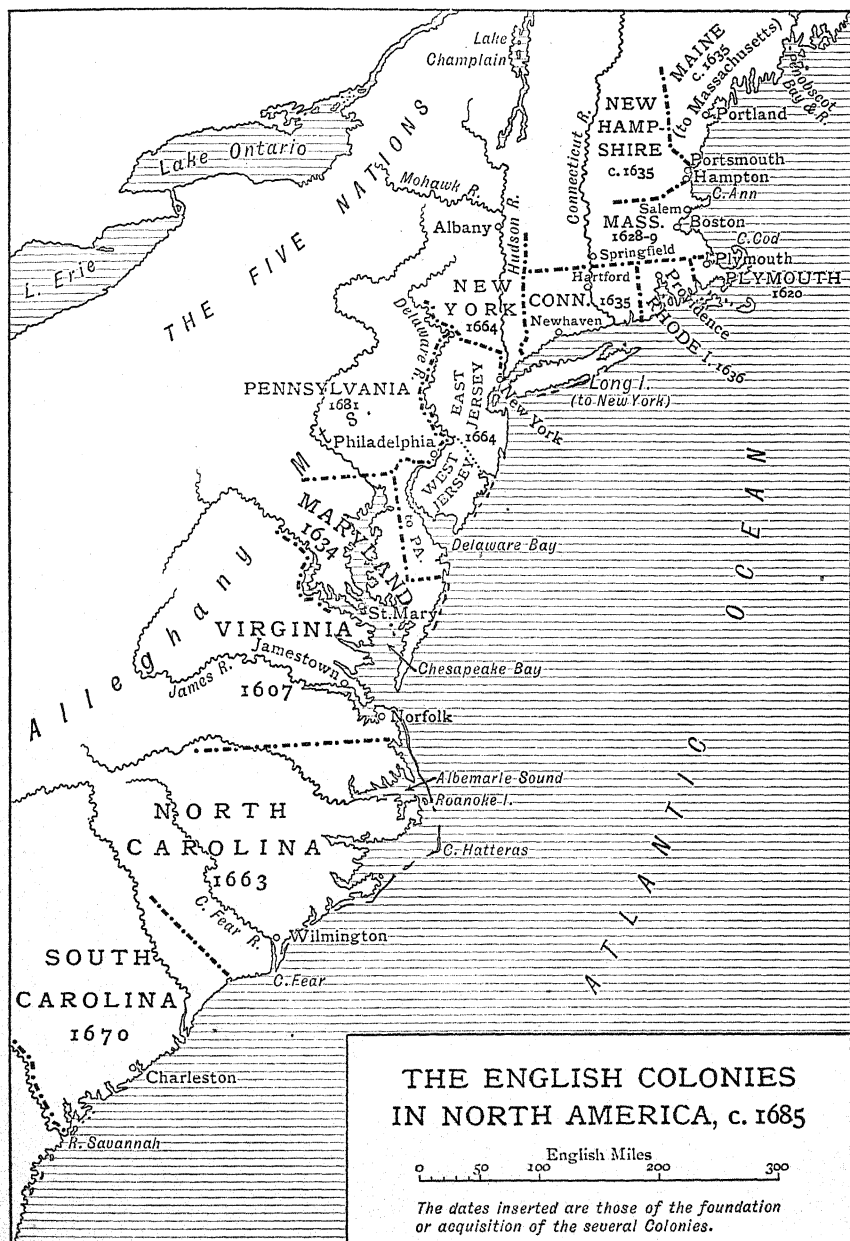 Lake
Champlain
MAINE
c. 1635
(to Massachusetts)
Penobscot
Bay & R.
Portland
NEW
HAMP-
SHIRE
c. 1635
Portsmouth
Hampton
C. Ann
Lake Ontario
THE FIVE NATIONS
Mohawk R.
Connecticut R.
Hudson R.
Albany
Salem
MASS.
1628-9
Boston
C. Cod
Springfield
Plymouth
PLYMOUTH
1620
L. Erie
NEW
YORK
1664
Hartford
CONN.
1635
Newhaven
Providence
RHODE I. 1636
Delaware R.
Long I.
(to New York)
PENNSYLVANIA
1681
EAST
JERSEY
1664
New York
Philadelphia
WEST
JERSEY
MARYLAND
1634
to PA.
Delaware Bay
Alleghany
MS
St. Mary
VIRGINIA
1607
Chesapeake Bay
Jamestown
James R.
Norfolk
ATLANTIC OCEAN
Albemarle Sound
Roanoke I.
NORTH
CAROLINA
1663
C. Hatteras
C. Fear R.
Wilmington
C. Fear
SOUTH
CAROLINA
1670
Charleston
R. Savannah
THE ENGLISH COLONIES
IN NORTH AMERICA, c. 1685
English Miles
0 50 100 200 300
The dates inserted are those of the foundation
or acquisition of the several Colonies.